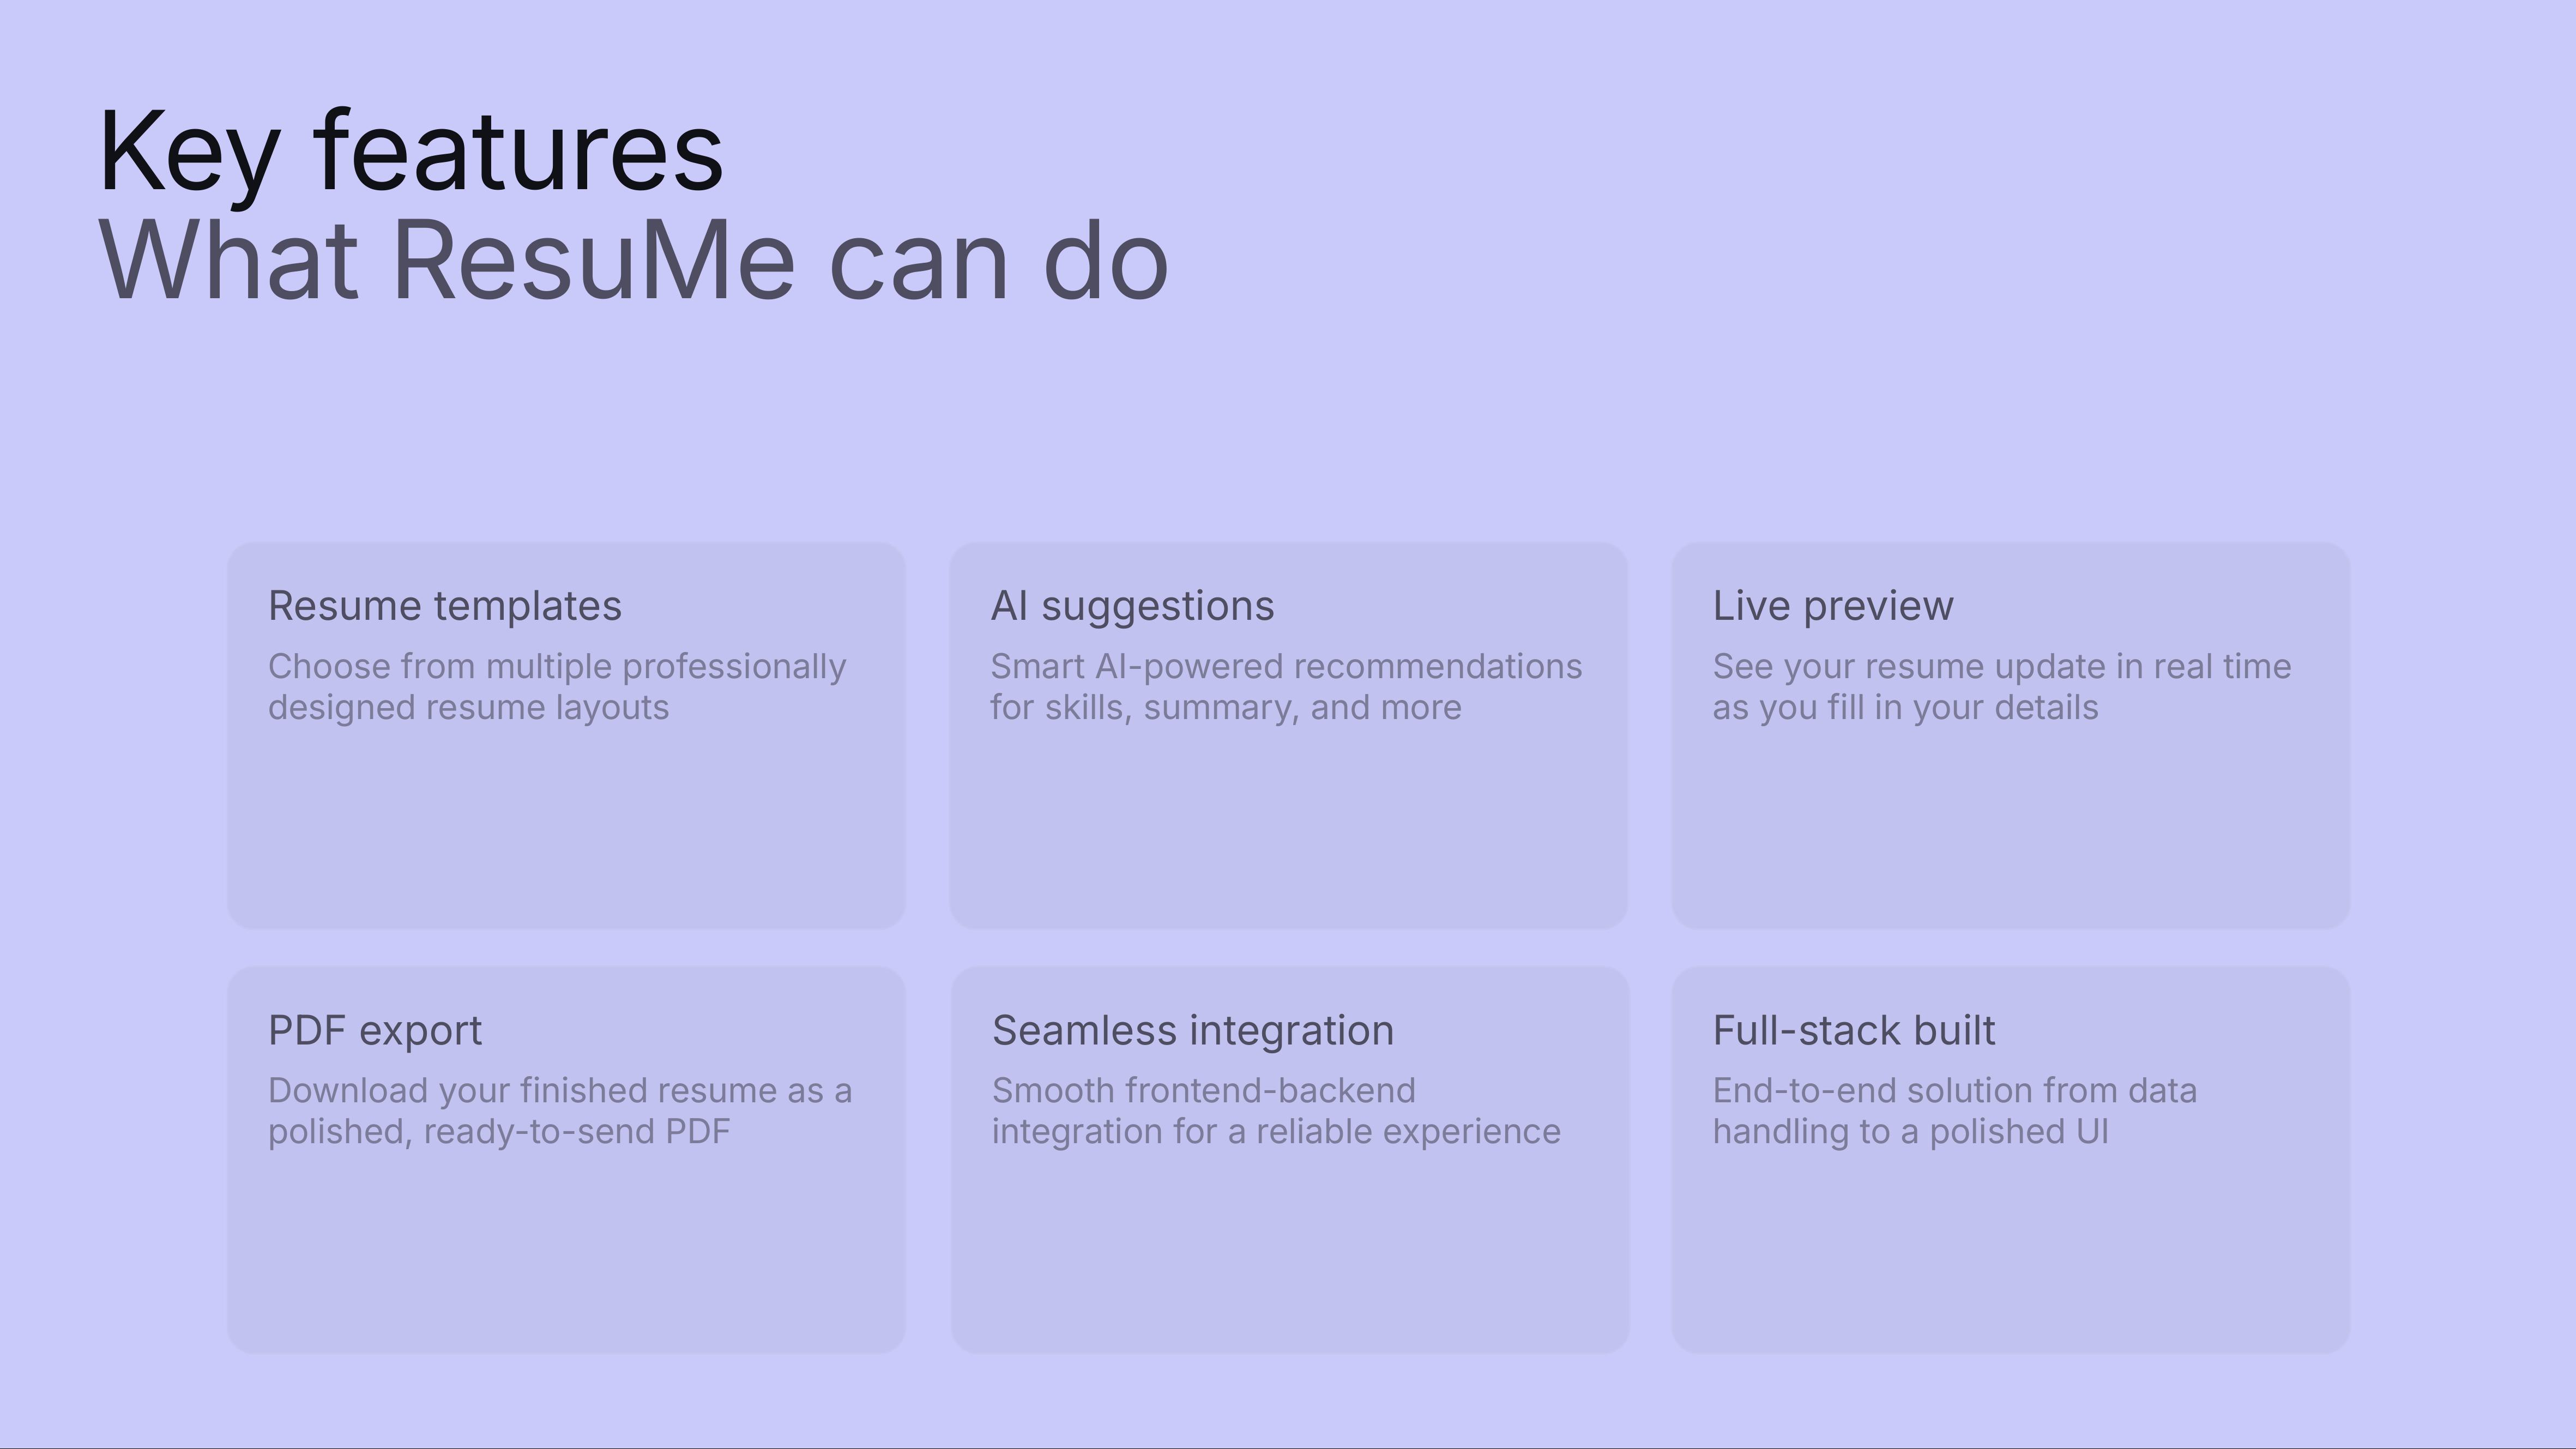 Key features
What ResuMe can do
Resume templates
Choose from multiple professionally
designed resume layouts
AI suggestions
Smart AI-powered recommendations
for skills, summary, and more
Live preview
See your resume update in real time
as you fill in your details
PDF export
Download your finished resume as a
polished, ready-to-send PDF
Seamless integration
Smooth frontend-backend
integration for a reliable experience
Full-stack built
End-to-end solution from data
handling to a polished UI